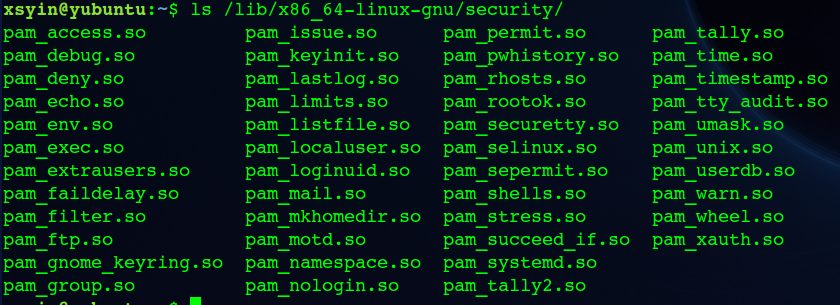 xsyin@yubuntu:~$ ls /lib/x86_64-linux-gnu/security/
pam_access.so pam_issue.so pam_permit.so pam_tally.so
pam_debug.so pam_keyinit.so pam_pwhistory.so pam_time.so
pam_deny.so pam_lastlog.so pam_rhosts.so pam_timestamp.so
pam_echo.so pam_limits.so pam_rootok.so pam_tty_audit.so
pam_env.so pam_listfile.so pam_securetty.so pam_umask.so
pam_exec.so pam_localuser.so pam_selinux.so pam_unix.so
pam_extrausers.so pam_loginuid.so pam_sepermit.so pam_userdb.so
pam_faildelay.so pam_mail.so pam_shells.so pam_warn.so
pam_filter.so pam_mkhomedir.so pam_stress.so pam_wheel.so
pam_ftp.so pam_motd.so pam_succeed_if.so pam_xauth.so
pam_gnome_keyring.so pam_namespace.so pam_systemd.so
pam_group.so pam_nologin.so pam_tally2.so
xsyin@yubuntu:~$